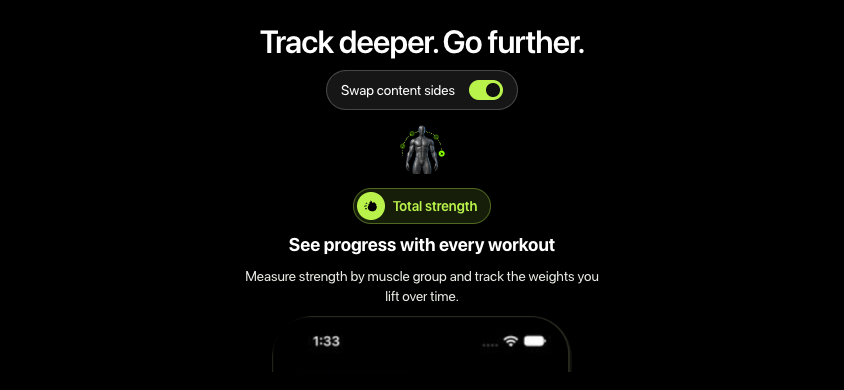 Track deeper. Go further.
Swap content sides
Total strength
See progress with every workout
Measure strength by muscle group and track the weights you
lift over time.
1:33